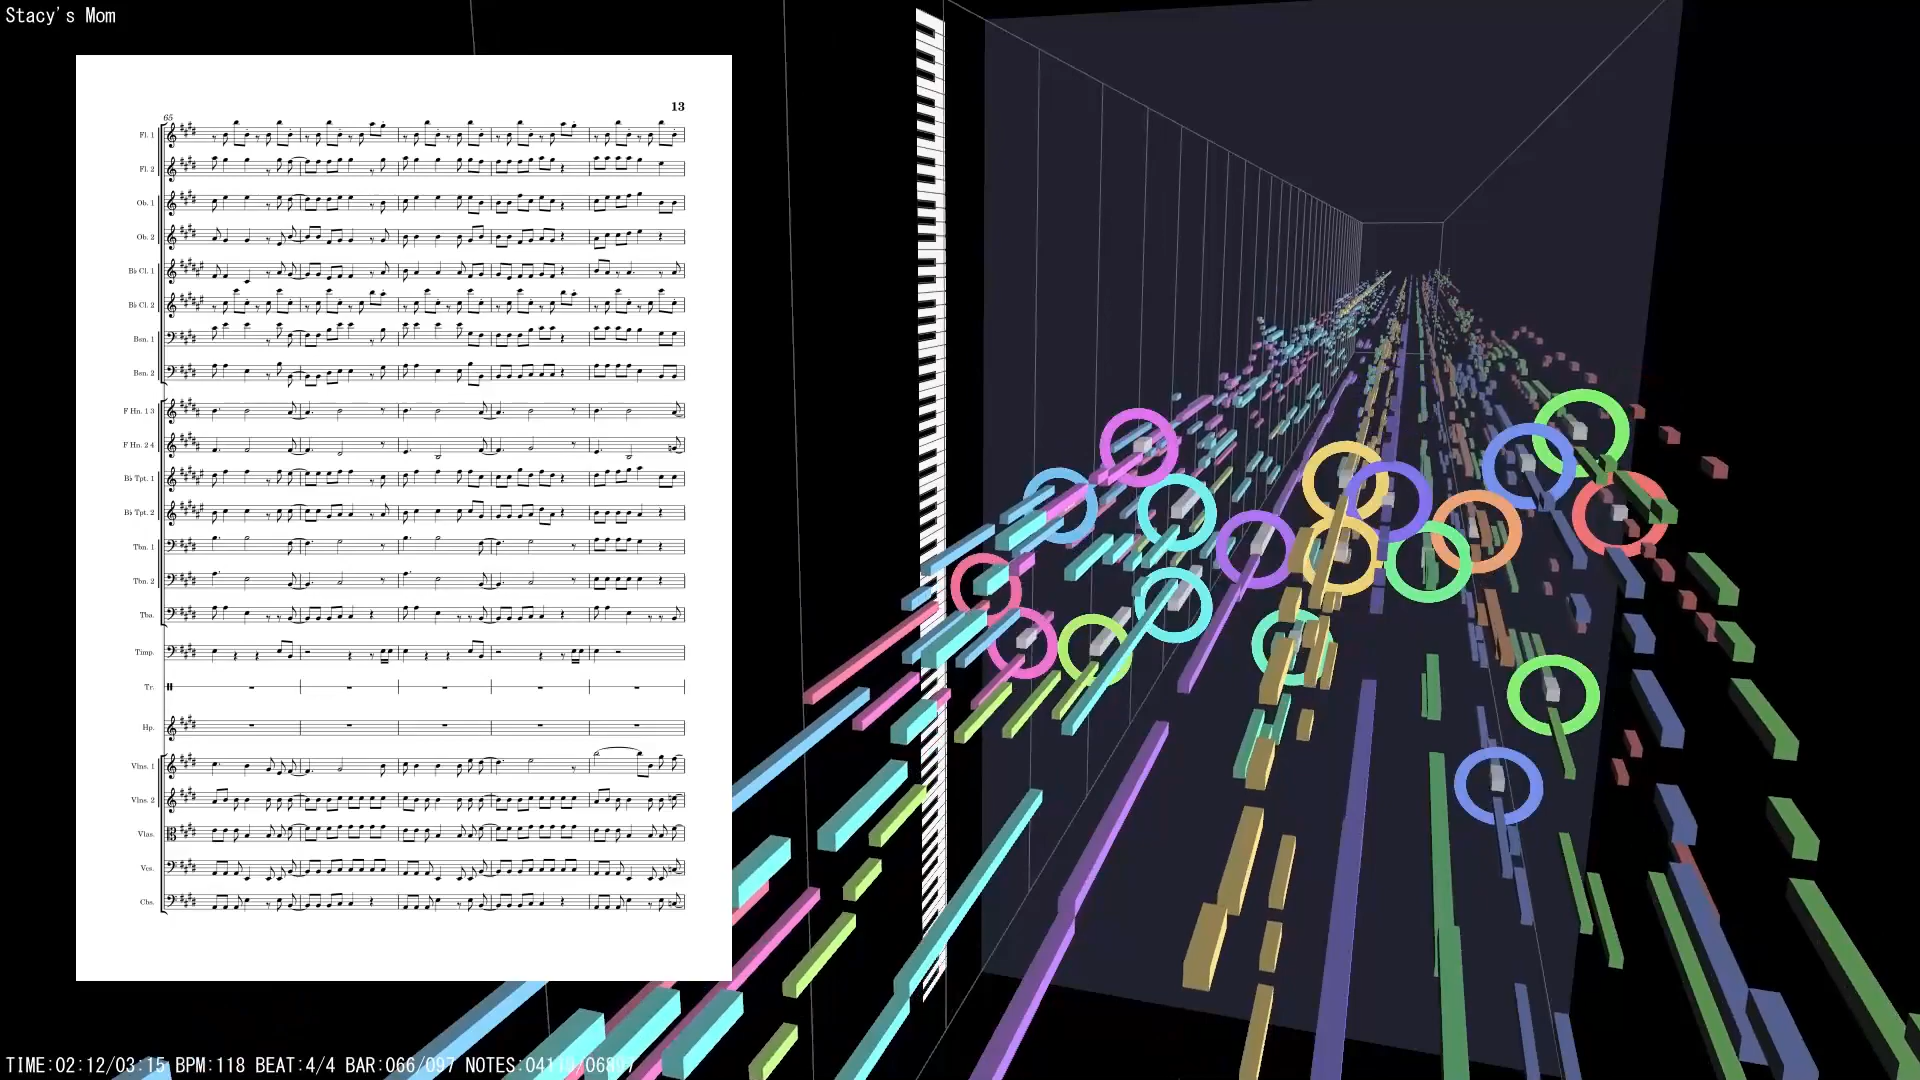 Stacy's Mom
13
65
Fl. 1
Fl. 2
Ob. 1
Ob. 2
B♭ Cl. 1
B♭ Cl. 2
Bsn. 1
Bsn. 2
F Hn. 1 3
F Hn. 2 4
B♭ Tpt. 1
B♭ Tpt. 2
Tbn. 1
Tbn. 2
Tba.
Timp.
Tr.
Hp.
Vlns. 1
Vlns. 2
Vlas.
Vcs.
Cbs.
TIME:02:12/03:15 BPM:118 BEAT:4/4 BAR:066/097